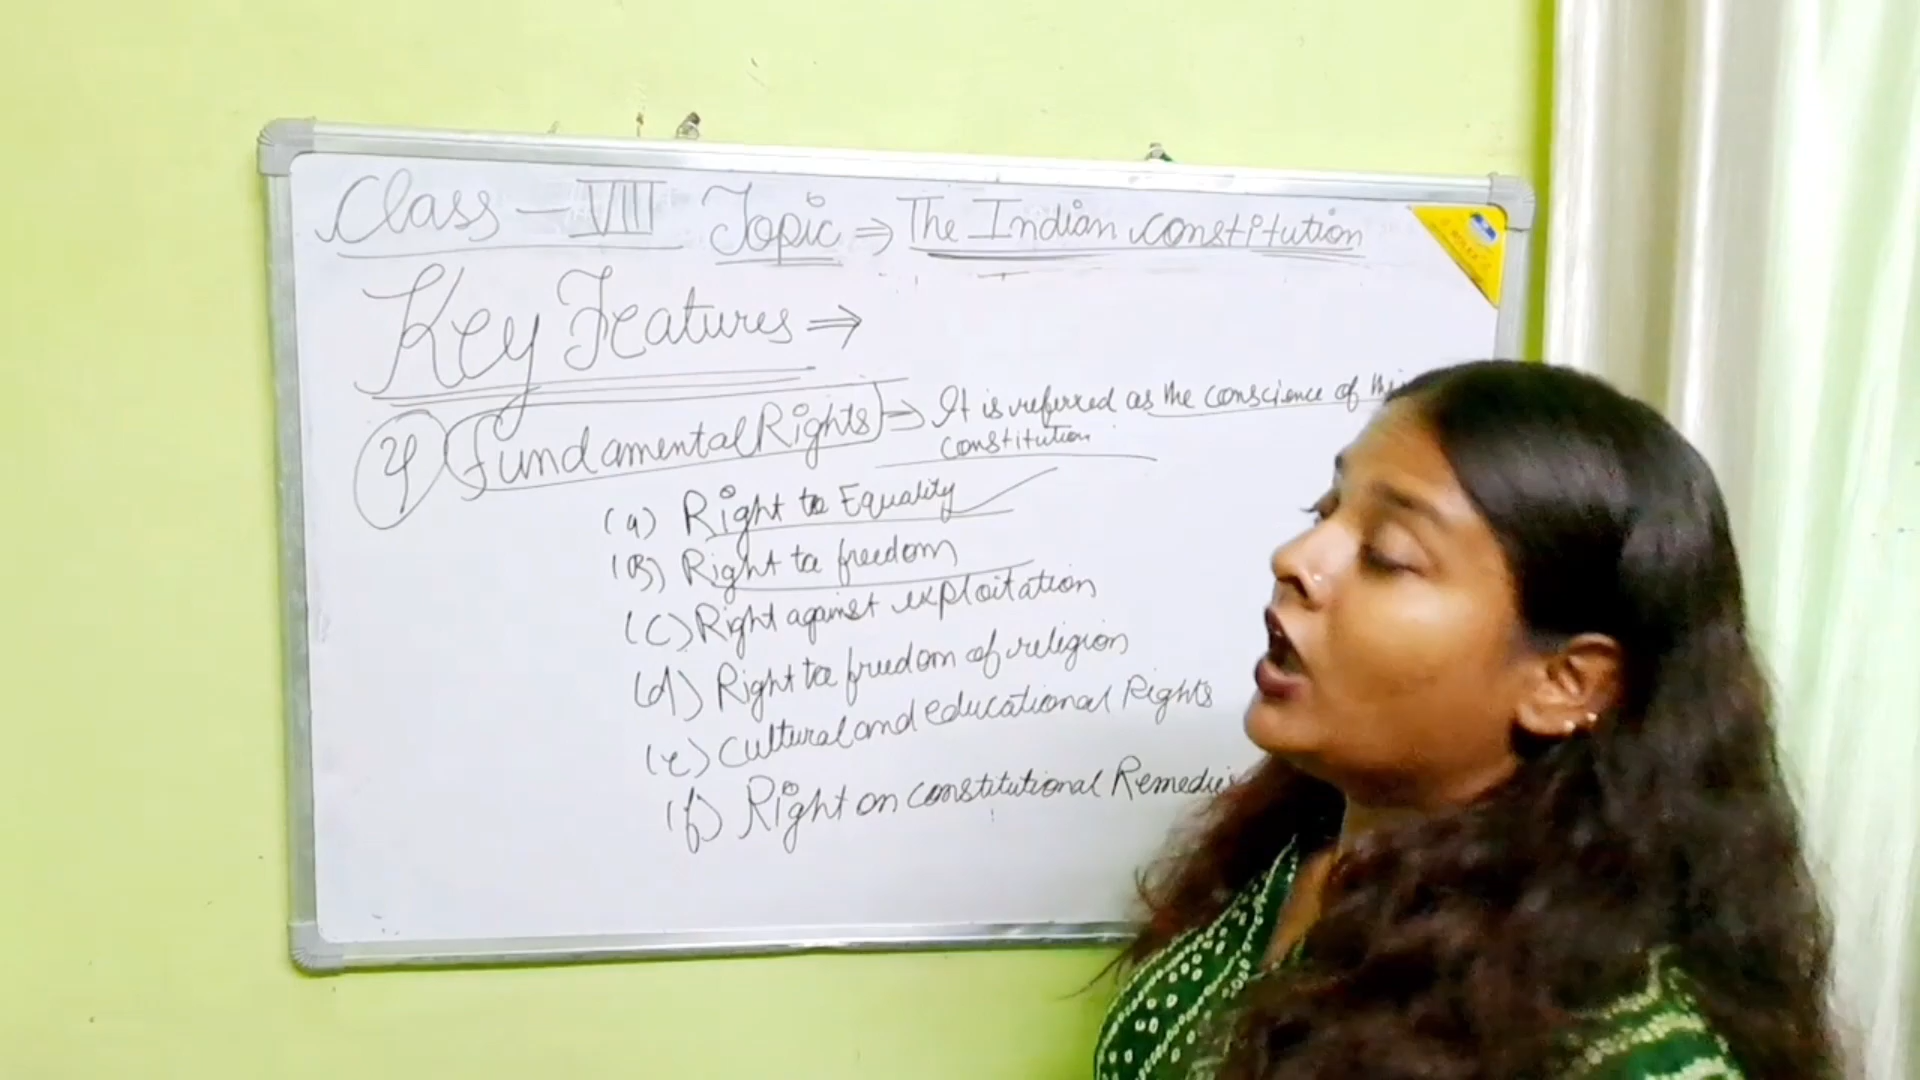 Class - VIII Topic ⇒ The Indian constitution
Key Features ⇒
4 Fundamental Rights ⇒ It is referred as the conscience of the
constitution
(a) Right to Equality
(B) Right to freedom
(C) Right against exploitation
(d) Right to freedom of religion
(e) Cultural and educational Rights
(f) Right on constitutional Remedies